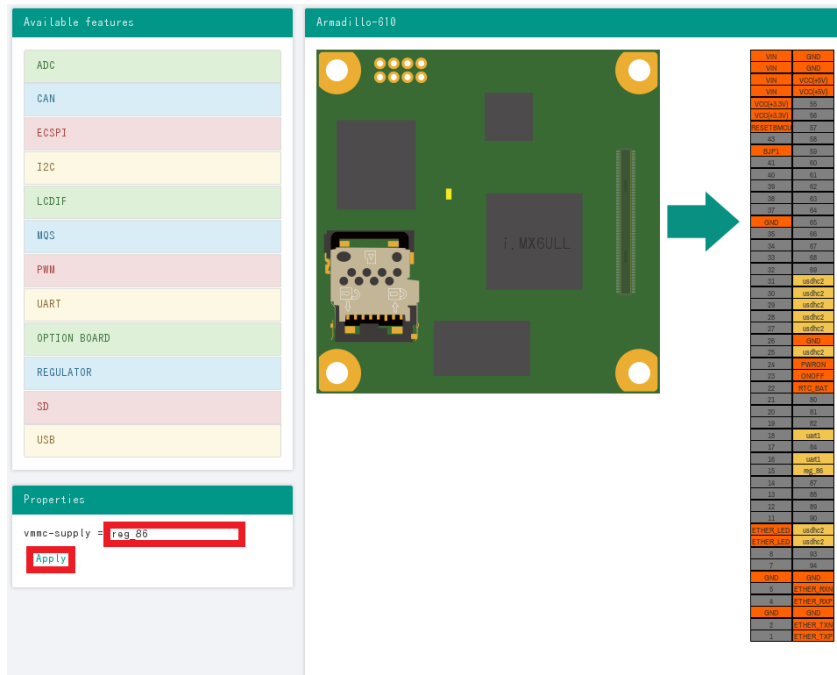 Available features
ADC
CAN
ECSPI
I2C
LCDIF
MQS
PWM
UART
OPTION BOARD
REGULATOR
SD
USB
Properties
vmmc-supply = reg_86
Apply
Armadillo-610
i.MX6ULL
VIN GND
VIN GND
VIN VCC(+5V)
VIN VCC(+5V)
VCC(+3.3V) 55
VCC(+3.3V) 56
RESETBMCU 57
43 58
BJP1 59
41 60
40 61
39 62
38 63
37 64
GND 65
35 66
34 67
33 68
32 69
31 usdhc2
30 usdhc2
29 usdhc2
28 usdhc2
27 usdhc2
26 GND
25 usdhc2
24 PWRON
23 ONOFF
22 RTC_BAT
21 80
20 81
19 82
18 uart1
17 84
16 uart1
15 reg_86
14 87
13 88
12 89
11 90
ETHER_LED usdhc2
ETHER_LED usdhc2
8 93
7 94
GND GND
5 ETHER_RXN
4 ETHER_RXP
GND GND
2 ETHER_TXN
1 ETHER_TXP